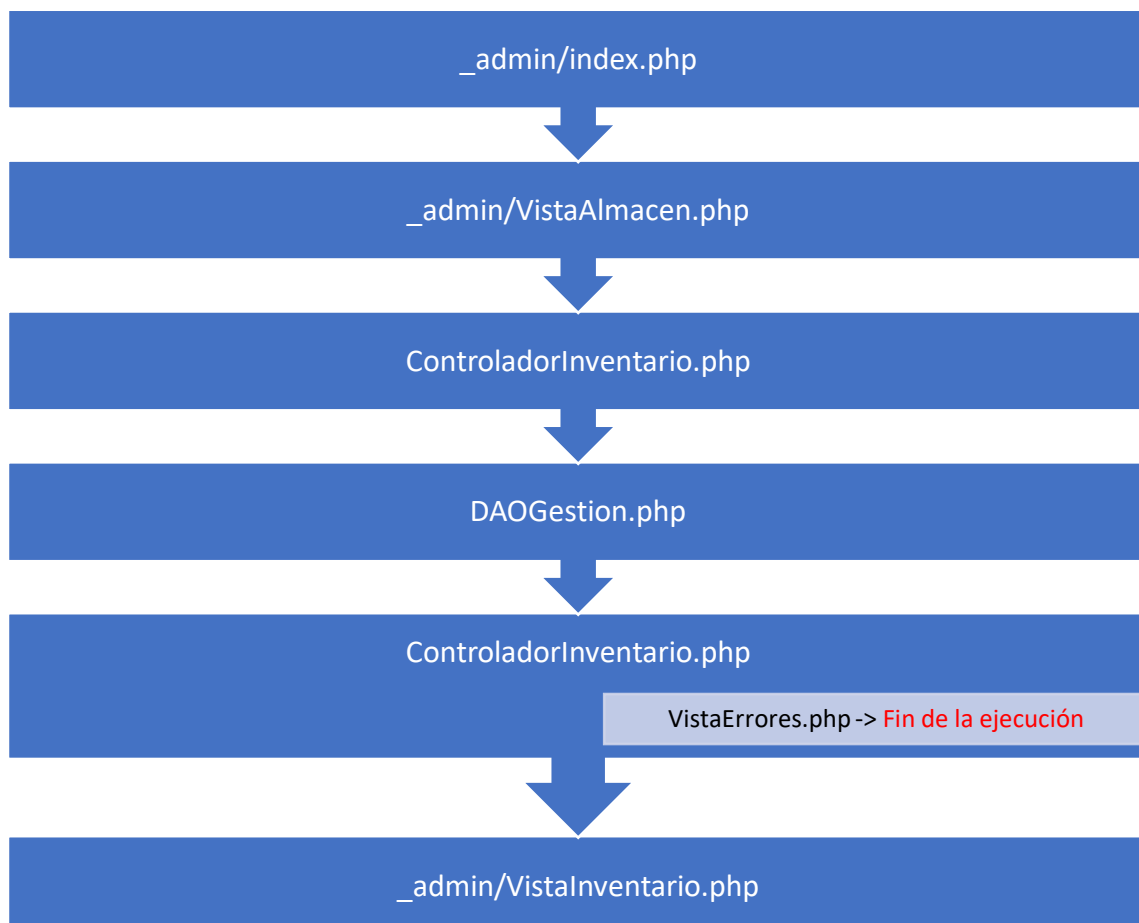 _admin/index.php
_admin/VistaAlmacen.php
ControladorInventario.php
DAOGestion.php
ControladorInventario.php
VistaErrores.php -> Fin de la ejecución
_admin/VistaInventario.php